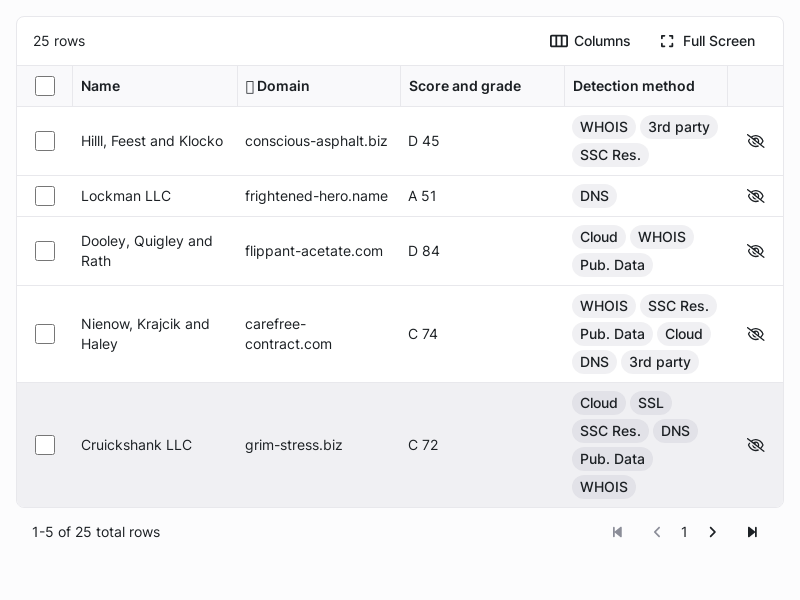 25 rows
Columns
Full Screen
Name
Domain
Score and grade
Detection method
Hilll, Feest and Klocko
conscious-asphalt.biz
D 45
WHOIS 3rd party
SSC Res.
Lockman LLC
frightened-hero.name
A 51
DNS
Dooley, Quigley and
Rath
flippant-acetate.com
D 84
Cloud WHOIS
Pub. Data
Nienow, Krajcik and
Haley
carefree-
contract.com
C 74
WHOIS SSC Res.
Pub. Data Cloud
DNS 3rd party
Cruickshank LLC
grim-stress.biz
C 72
Cloud SSL
SSC Res. DNS
Pub. Data
WHOIS
1-5 of 25 total rows
1